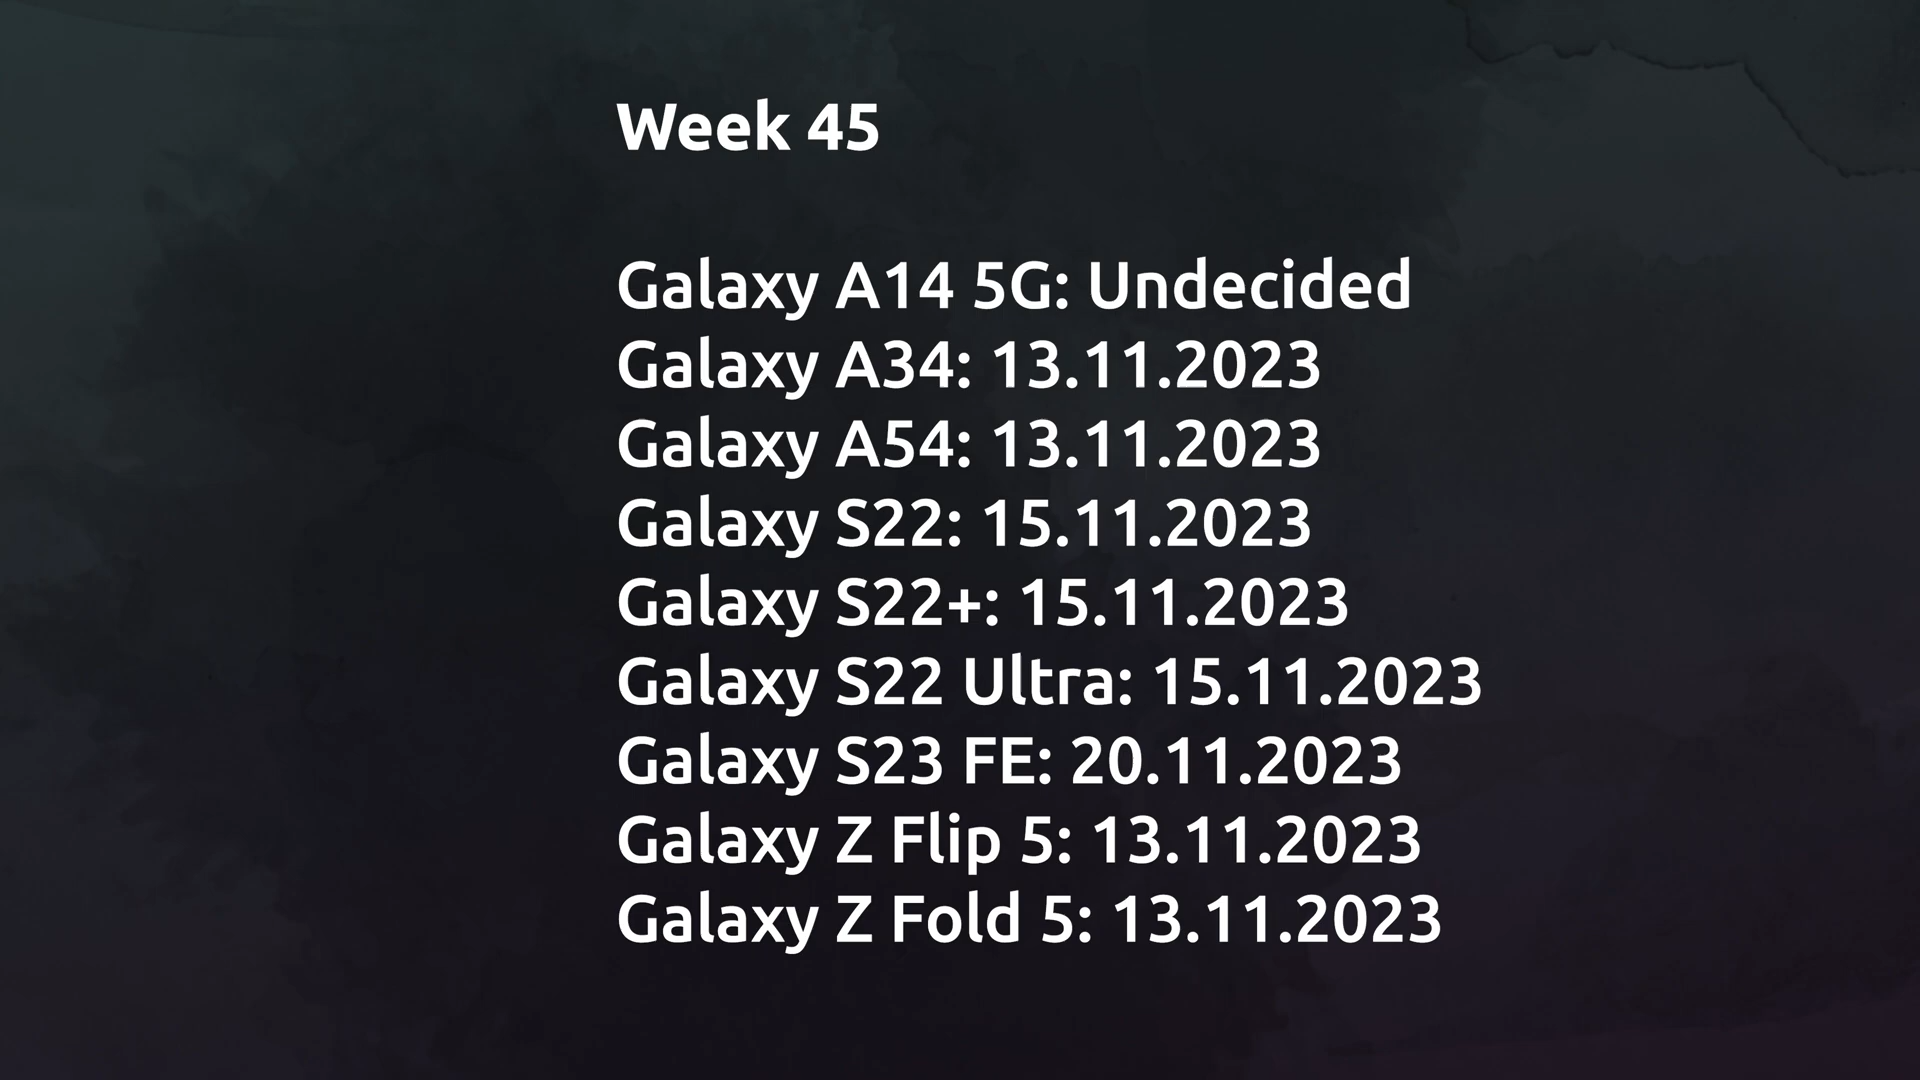 Week 45
Galaxy A14 5G: Undecided
Galaxy A34: 13.11.2023
Galaxy A54: 13.11.2023
Galaxy S22: 15.11.2023
Galaxy S22+: 15.11.2023
Galaxy S22 Ultra: 15.11.2023
Galaxy S23 FE: 20.11.2023
Galaxy Z Flip 5: 13.11.2023
Galaxy Z Fold 5: 13.11.2023